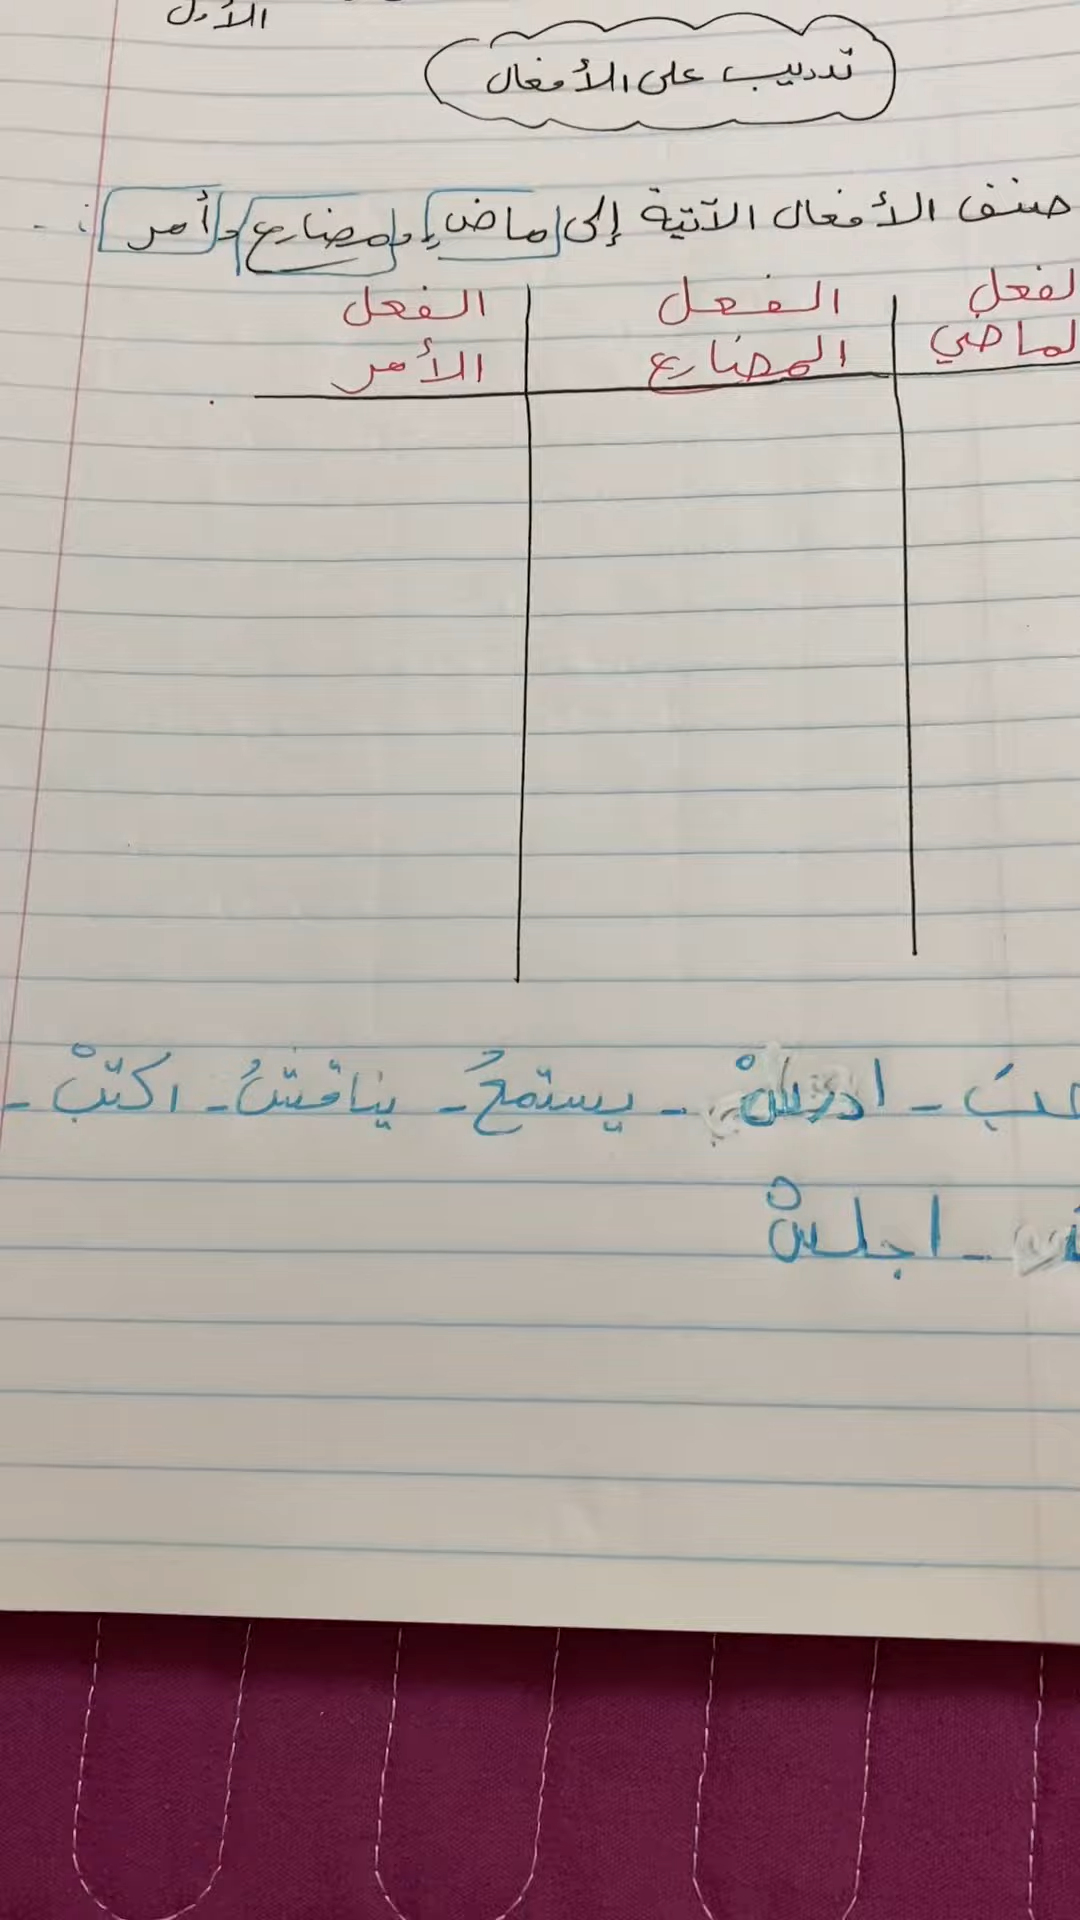 الأول
تدريب على الأفعال
صنف الأفعال الآتية إلى ماضٍ، مضارع، أمر :-
لفعل الفعل الفعل
لماضي المضارع الأمر
ادرسْ - يستمعُ - يناقشُ - اكتبْ -
- اجلسْ